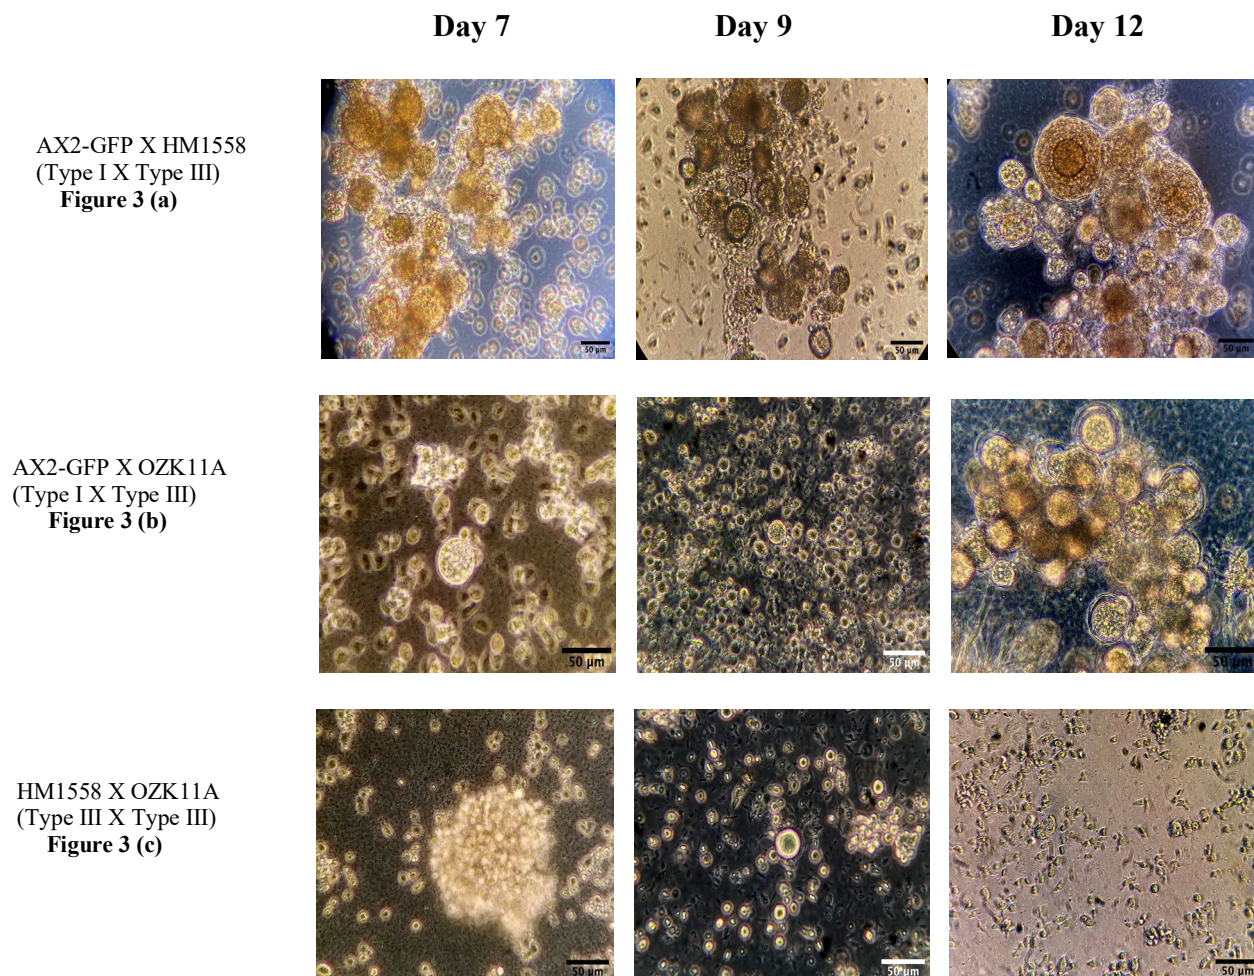 Day 7 Day 9 Day 12
AX2-GFP X HM1558
(Type I X Type III)
Figure 3 (a)
50 µm 50 µm 50 µm
AX2-GFP X OZK11A
(Type I X Type III)
Figure 3 (b)
50 µm 50 µm 50 µm
HM1558 X OZK11A
(Type III X Type III)
Figure 3 (c)
50 µm 50 µm 50 µm